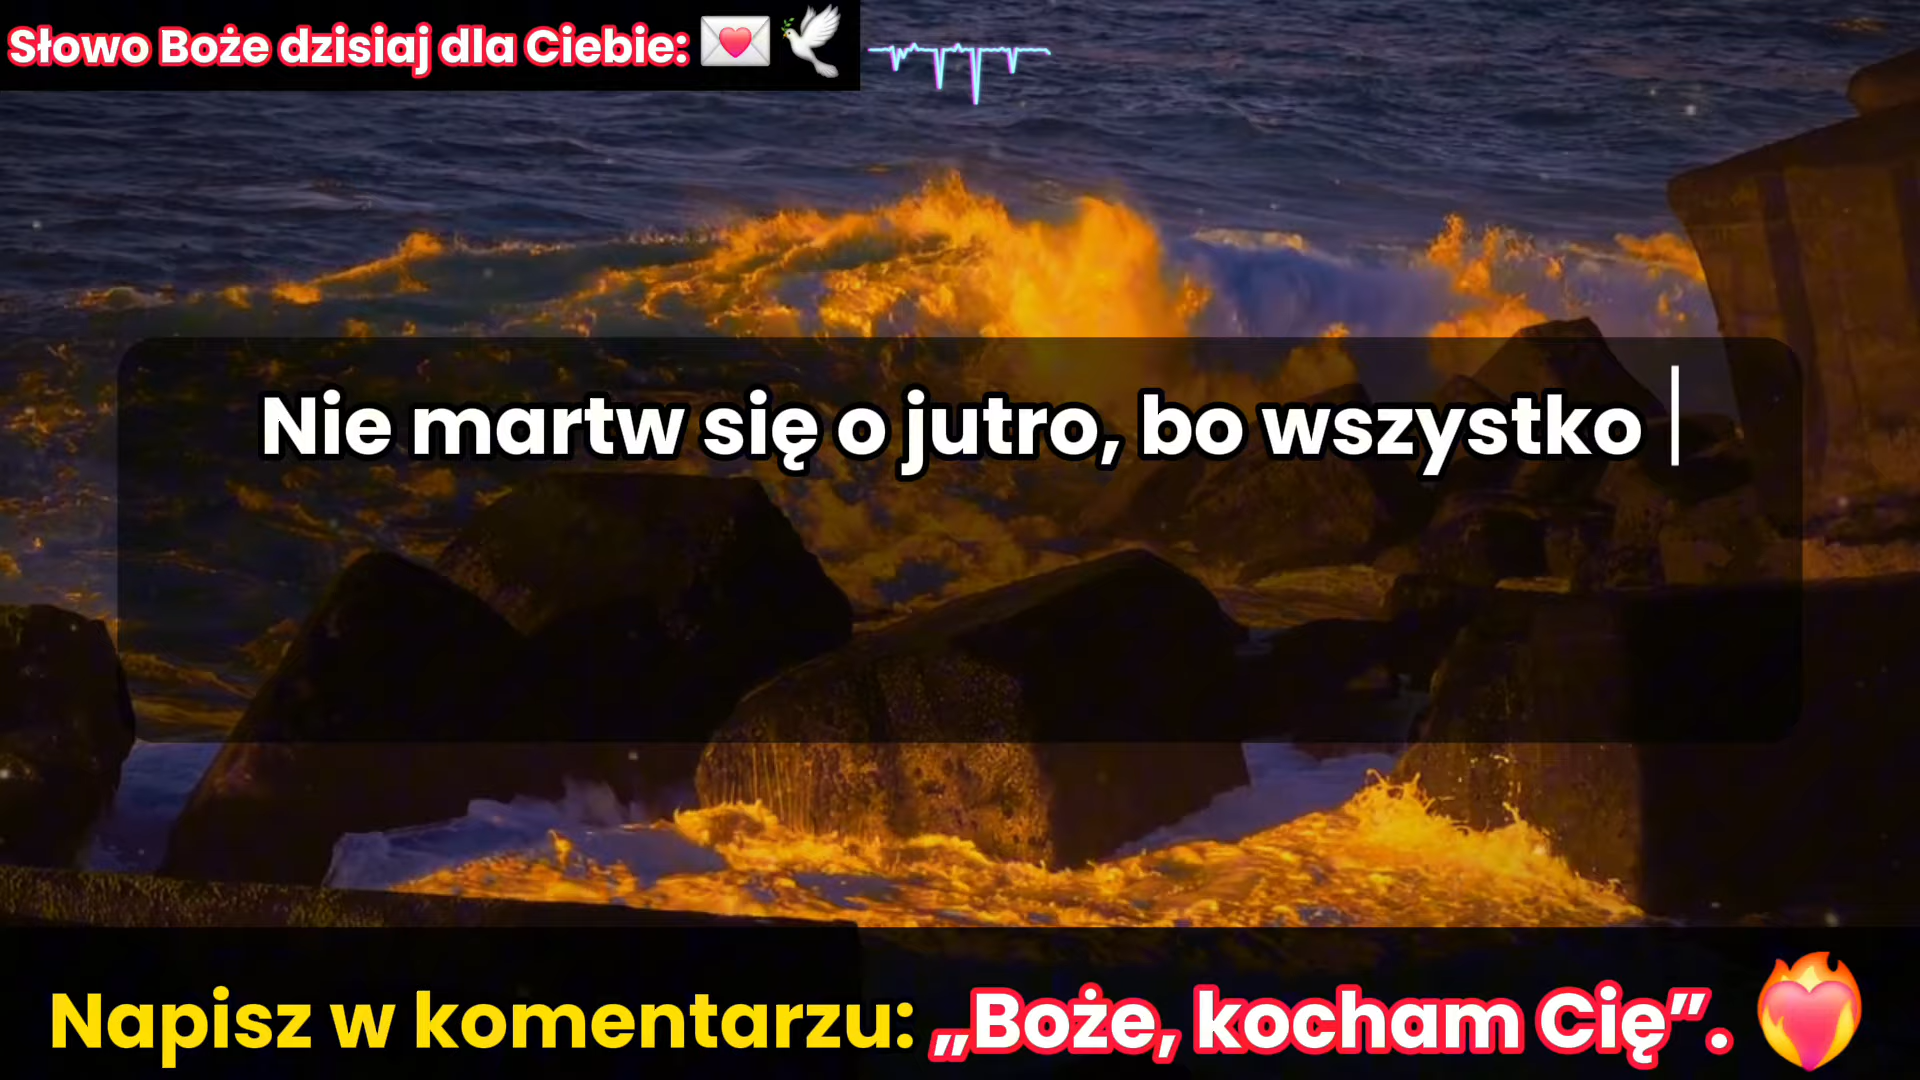 Słowo Boże dzisiaj dla Ciebie: 💌🕊️
Nie martw się o jutro, bo wszystko
Napisz w komentarzu: „Boże, kocham Cię”. ❤️‍🔥